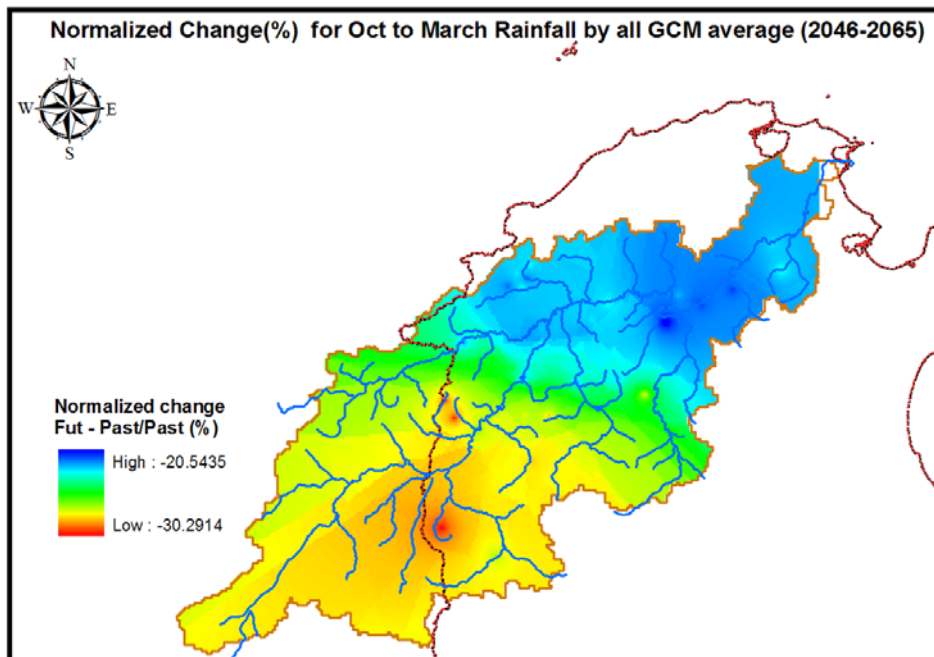 Normalized Change(%) for Oct to March Rainfall by all GCM average (2046-2065)
N
W E
S
Normalized change
Fut - Past/Past (%)
High : -20.5435
Low : -30.2914